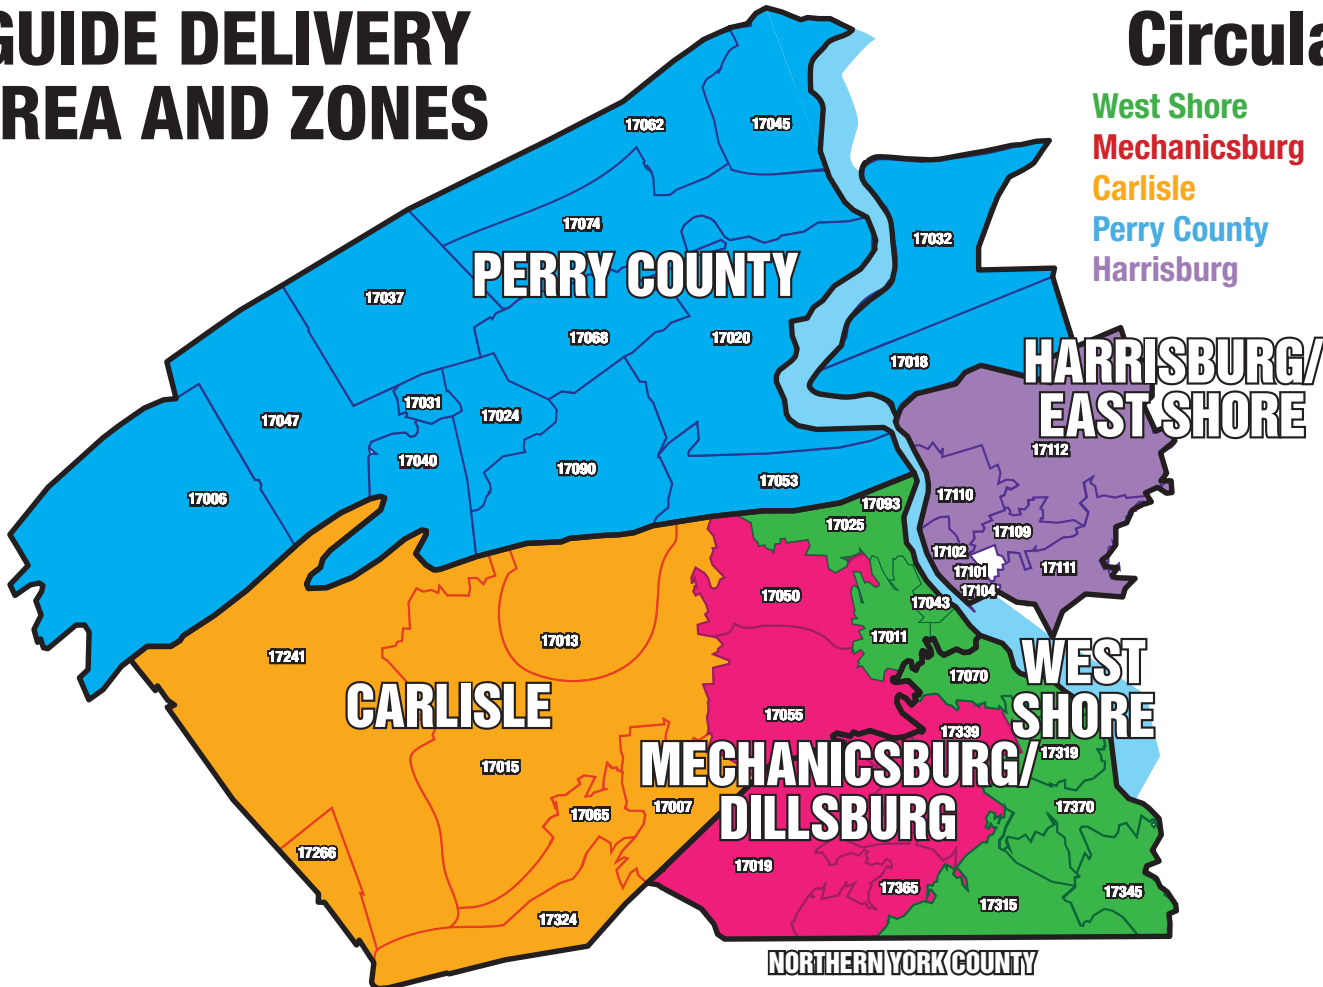 GUIDE DELIVERY
REA AND ZONES
Circula
West Shore
Mechanicsburg
Carlisle
Perry County
Harrisburg
17062
17045
17074
17032
PERRY COUNTY
17037
17068
17020
17018
HARRISBURG/
EAST SHORE
17031
17024
17047
17040
17090
17053
17006
17112
17110
17093
17025
17109
17102
17101
17111
17104
17050
17043
17011
17013
17241
17070
WEST
SHORE
CARLISLE
17055
17339
17319
MECHANICSBURG/
DILLSBURG
17015
17065
17007
17370
17266
17019
17365
17315
17345
17324
NORTHERN YORK COUNTY